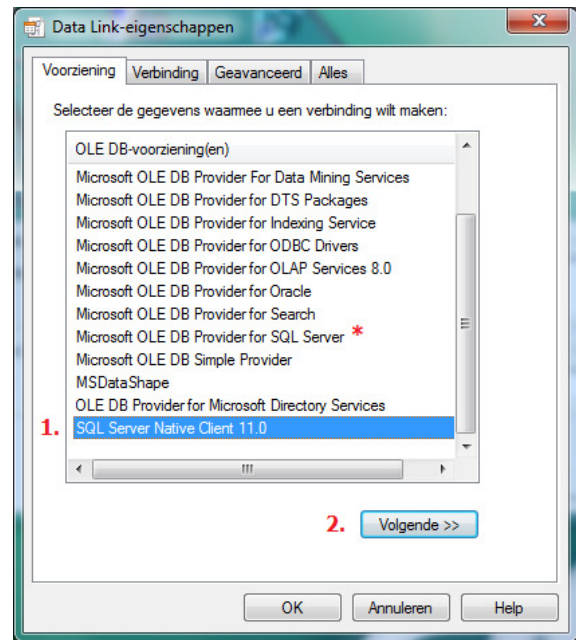 Data Link-eigenschappen
Voorziening Verbinding Geavanceerd Alles
Selecteer de gegevens waarmee u een verbinding wilt maken:
OLE DB-voorziening(en)
Microsoft OLE DB Provider For Data Mining Services
Microsoft OLE DB Provider for DTS Packages
Microsoft OLE DB Provider for Indexing Service
Microsoft OLE DB Provider for ODBC Drivers
Microsoft OLE DB Provider for OLAP Services 8.0
Microsoft OLE DB Provider for Oracle
Microsoft OLE DB Provider for Search
Microsoft OLE DB Provider for SQL Server *
Microsoft OLE DB Simple Provider
MSDataShape
OLE DB Provider for Microsoft Directory Services
1. SQL Server Native Client 11.0
2. Volgende >>
OK Annuleren Help